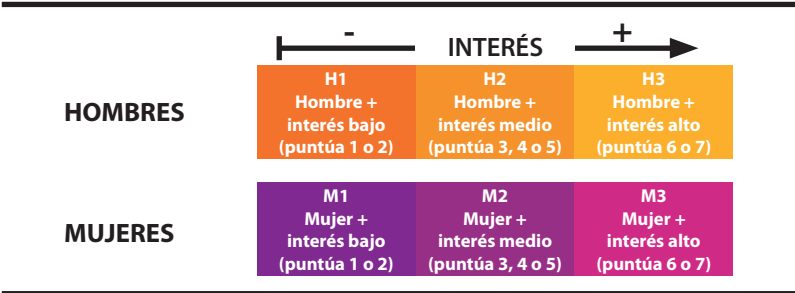 - INTERÉS +
HOMBRES
H1
Hombre +
interés bajo
(puntúa 1 o 2)
H2
Hombre +
interés medio
(puntúa 3, 4 o 5)
H3
Hombre +
interés alto
(puntúa 6 o 7)
MUJERES
M1
Mujer +
interés bajo
(puntúa 1 o 2)
M2
Mujer +
interés medio
(puntúa 3, 4 o 5)
M3
Mujer +
interés alto
(puntúa 6 o 7)